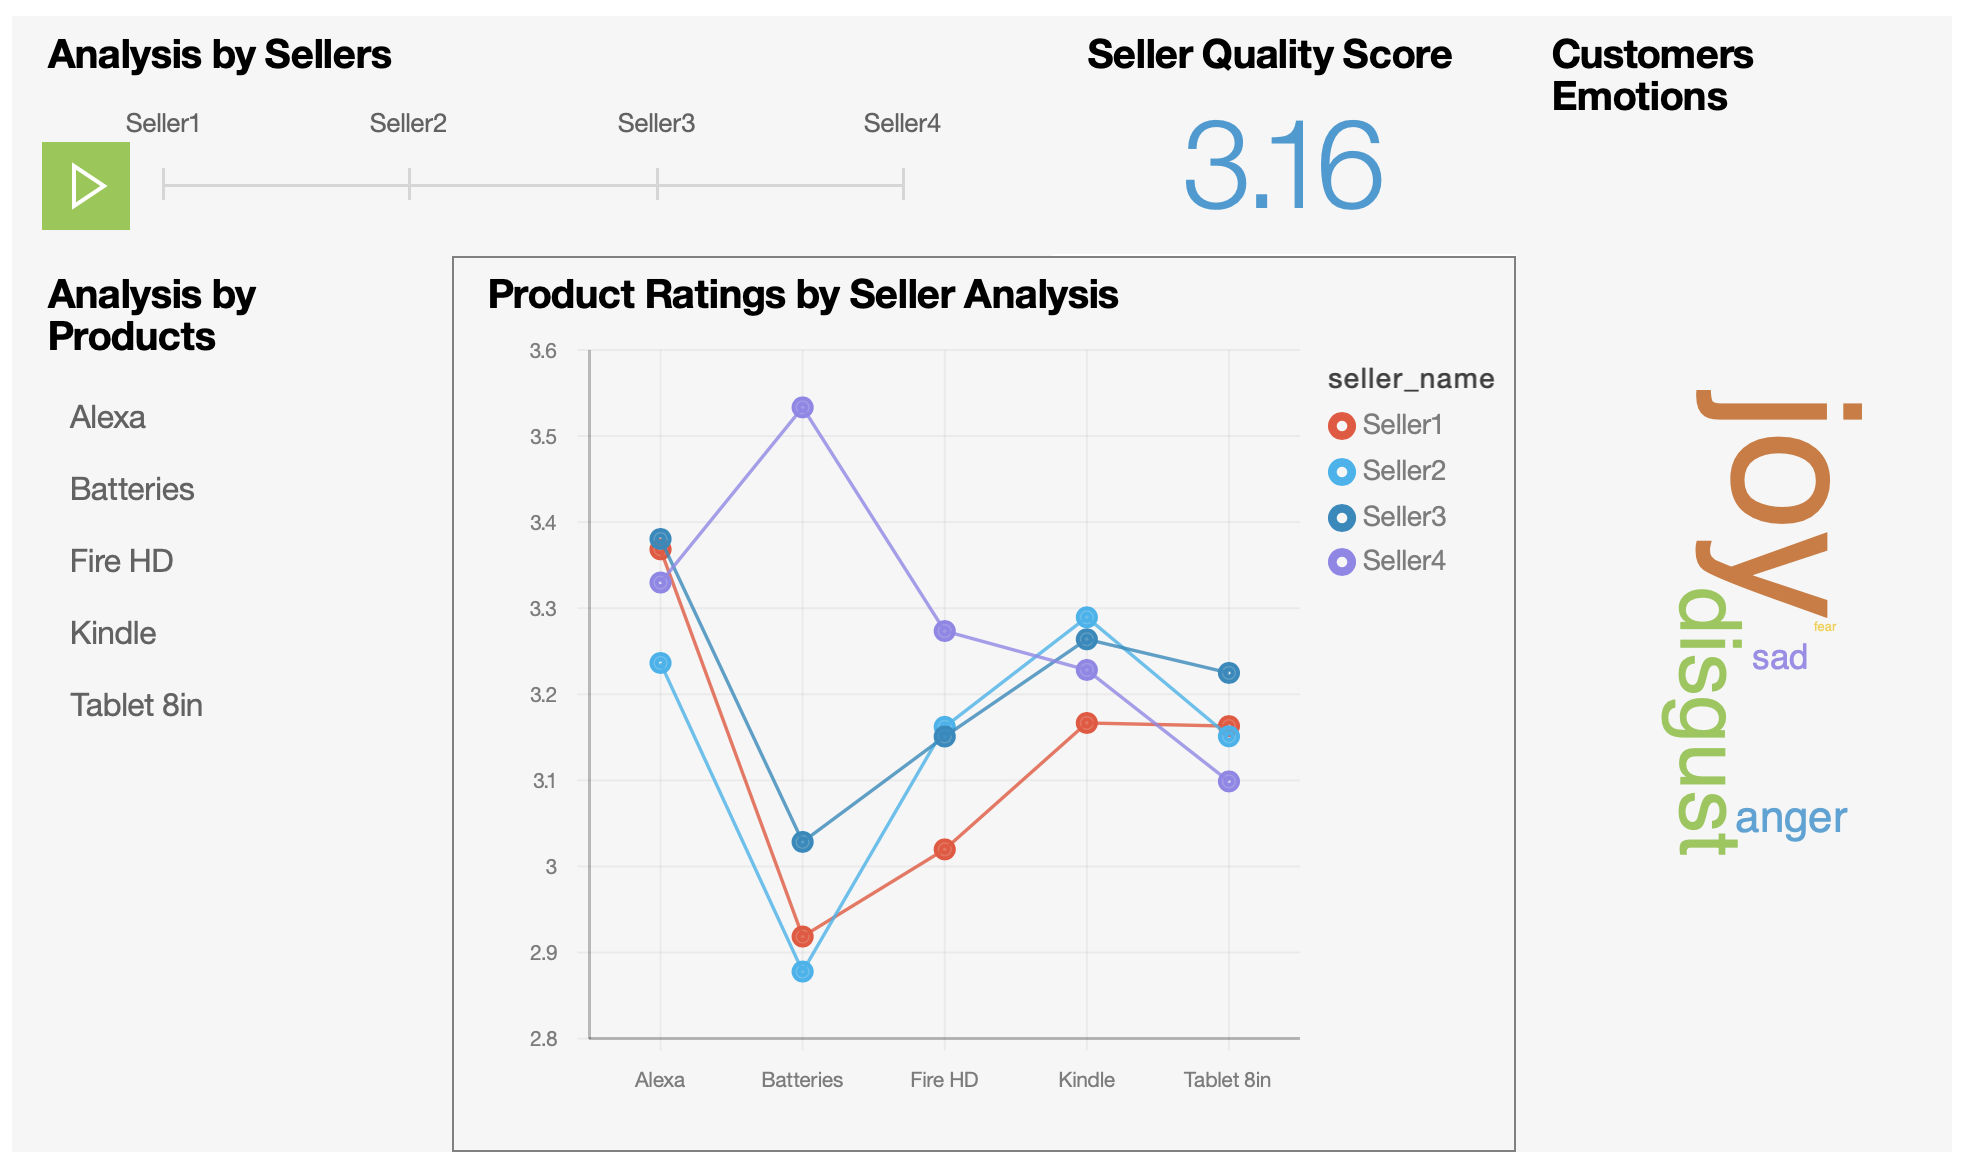 Analysis by Sellers
Seller1
Seller2
Seller3
Seller4
Seller Quality Score
3.16
Customers
Emotions
joy
fear
sad
disgust
anger
Analysis by
Products
Alexa
Batteries
Fire HD
Kindle
Tablet 8in
Product Ratings by Seller Analysis
3.6
3.5
3.4
3.3
3.2
3.1
3
2.9
2.8
Alexa
Batteries
Fire HD
Kindle
Tablet 8in
seller_name
Seller1
Seller2
Seller3
Seller4